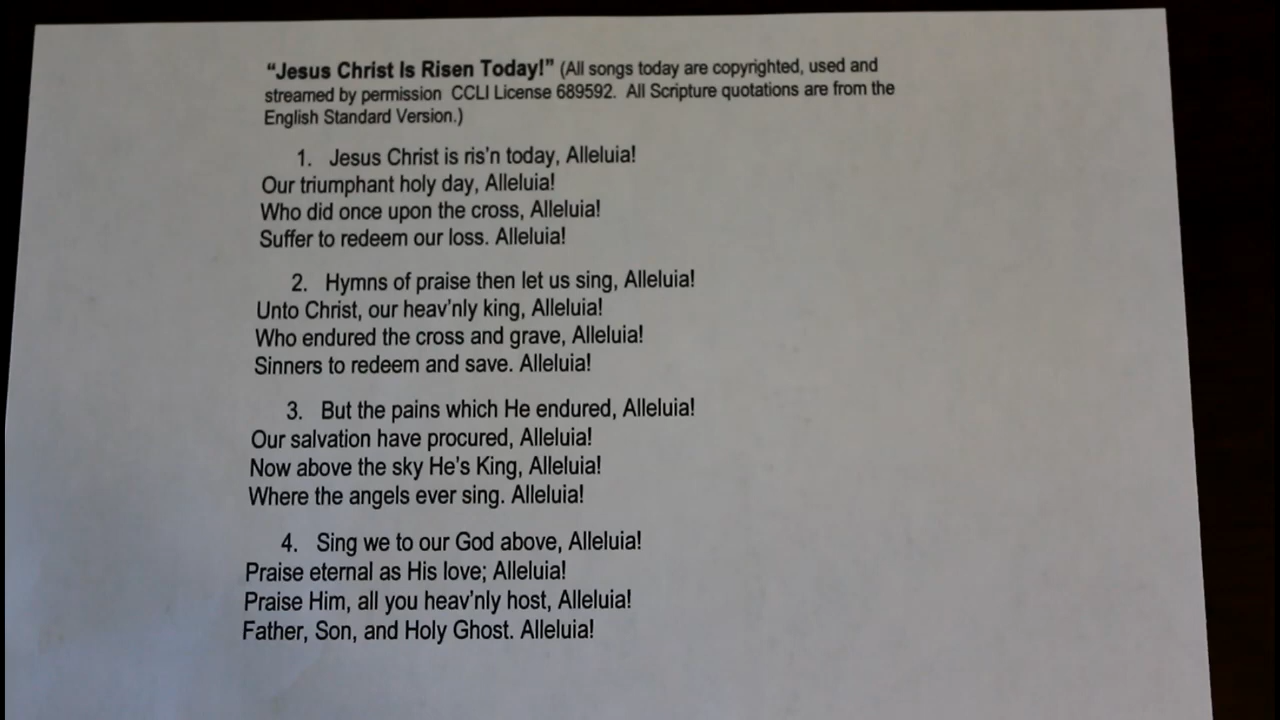 “Jesus Christ Is Risen Today!” (All songs today are copyrighted, used and
streamed by permission  CCLI License 689592.  All Scripture quotations are from the
English Standard Version.)
1. Jesus Christ is ris’n today, Alleluia!
Our triumphant holy day, Alleluia!
Who did once upon the cross, Alleluia!
Suffer to redeem our loss. Alleluia!
2. Hymns of praise then let us sing, Alleluia!
Unto Christ, our heav’nly king, Alleluia!
Who endured the cross and grave, Alleluia!
Sinners to redeem and save. Alleluia!
3. But the pains which He endured, Alleluia!
Our salvation have procured, Alleluia!
Now above the sky He’s King, Alleluia!
Where the angels ever sing. Alleluia!
4. Sing we to our God above, Alleluia!
Praise eternal as His love; Alleluia!
Praise Him, all you heav’nly host, Alleluia!
Father, Son, and Holy Ghost. Alleluia!